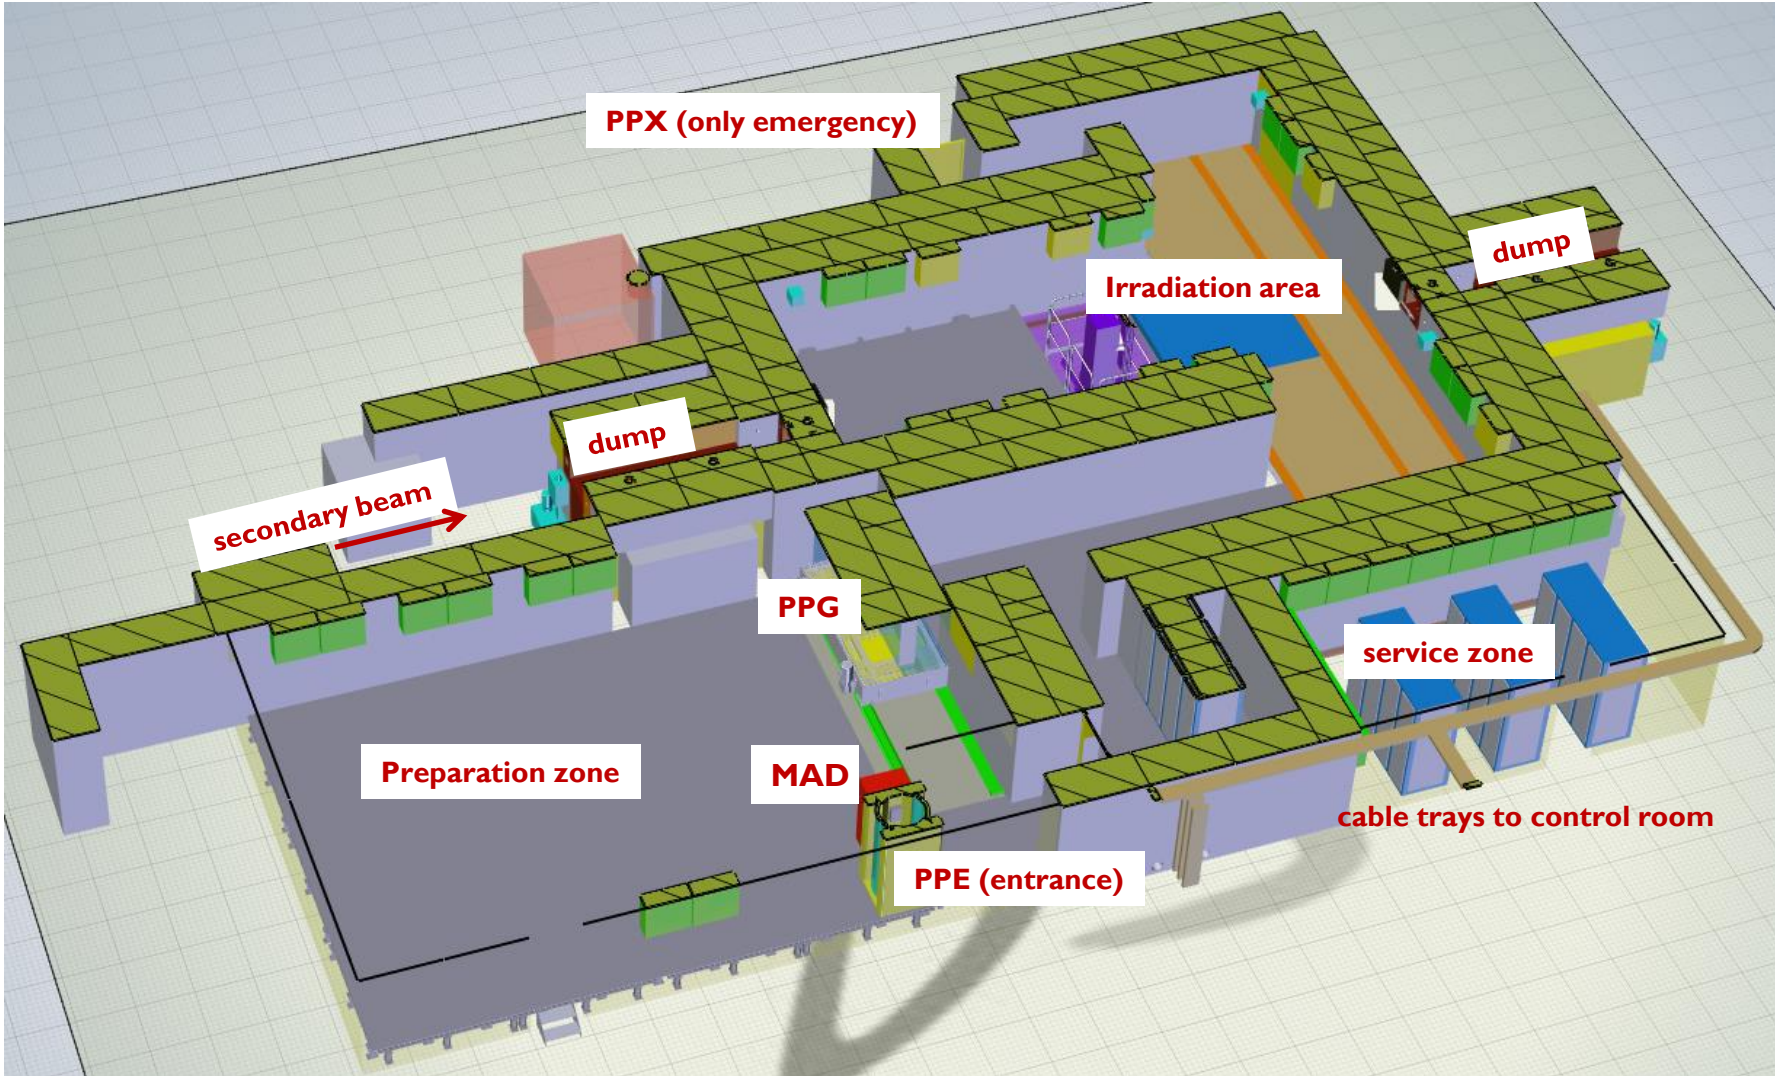 PPX (only emergency)
dump
Irradiation area
dump
secondary beam
PPG
service zone
Preparation zone
MAD
cable trays to control room
PPE (entrance)